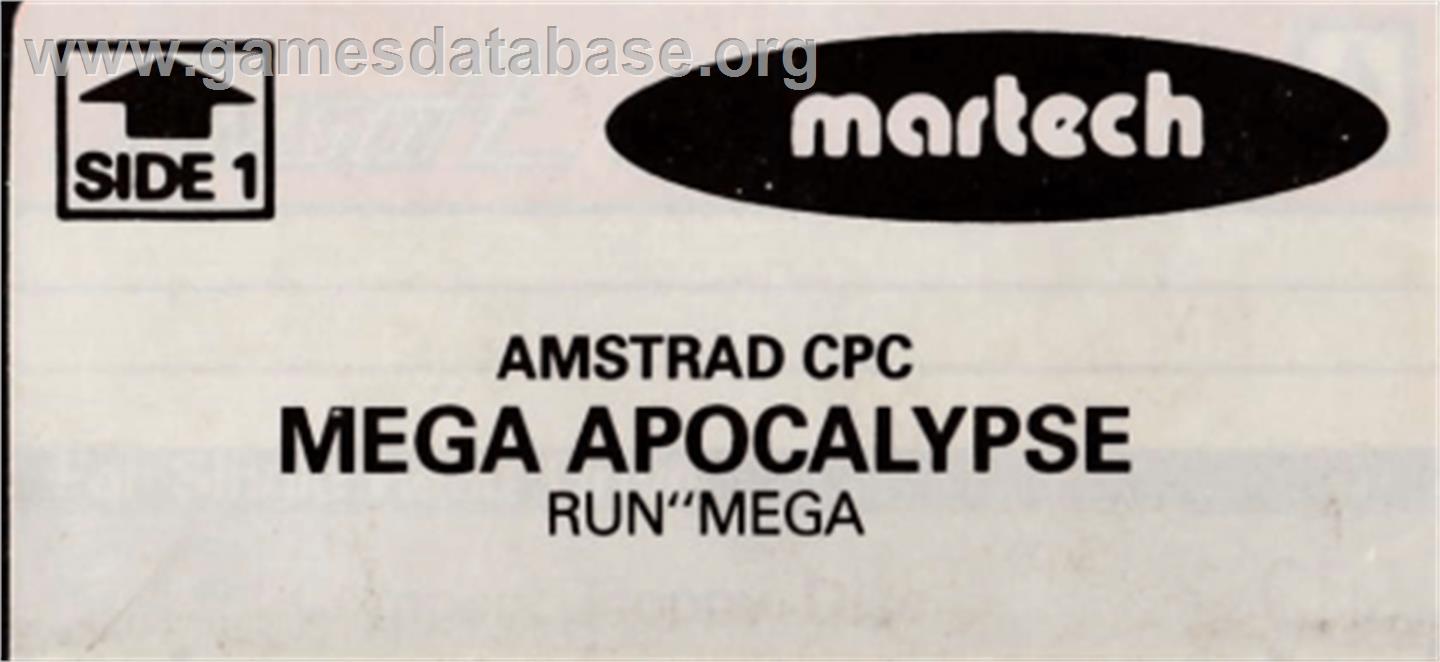 www.gamesdatabase.org
SIDE 1
martech
AMSTRAD CPC
MEGA APOCALYPSE
RUN“MEGA